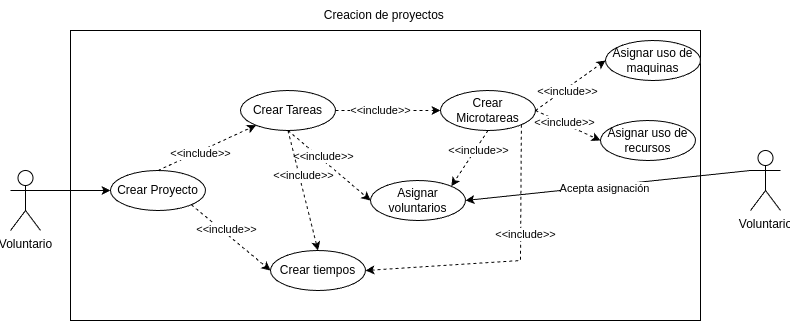 Creacion de proyectos
Asignar uso de
maquinas
<<include>>
Crear Tareas
<<include>>
Crear
Microtareas
<<include>>
Asignar uso de
recursos
<<include>>
<<include>>
<<include>>
<<include>>
Crear Proyecto
Asignar
voluntarios
Acepta asignación
Voluntario
Voluntario
<<include>>
<<include>>
Crear tiempos